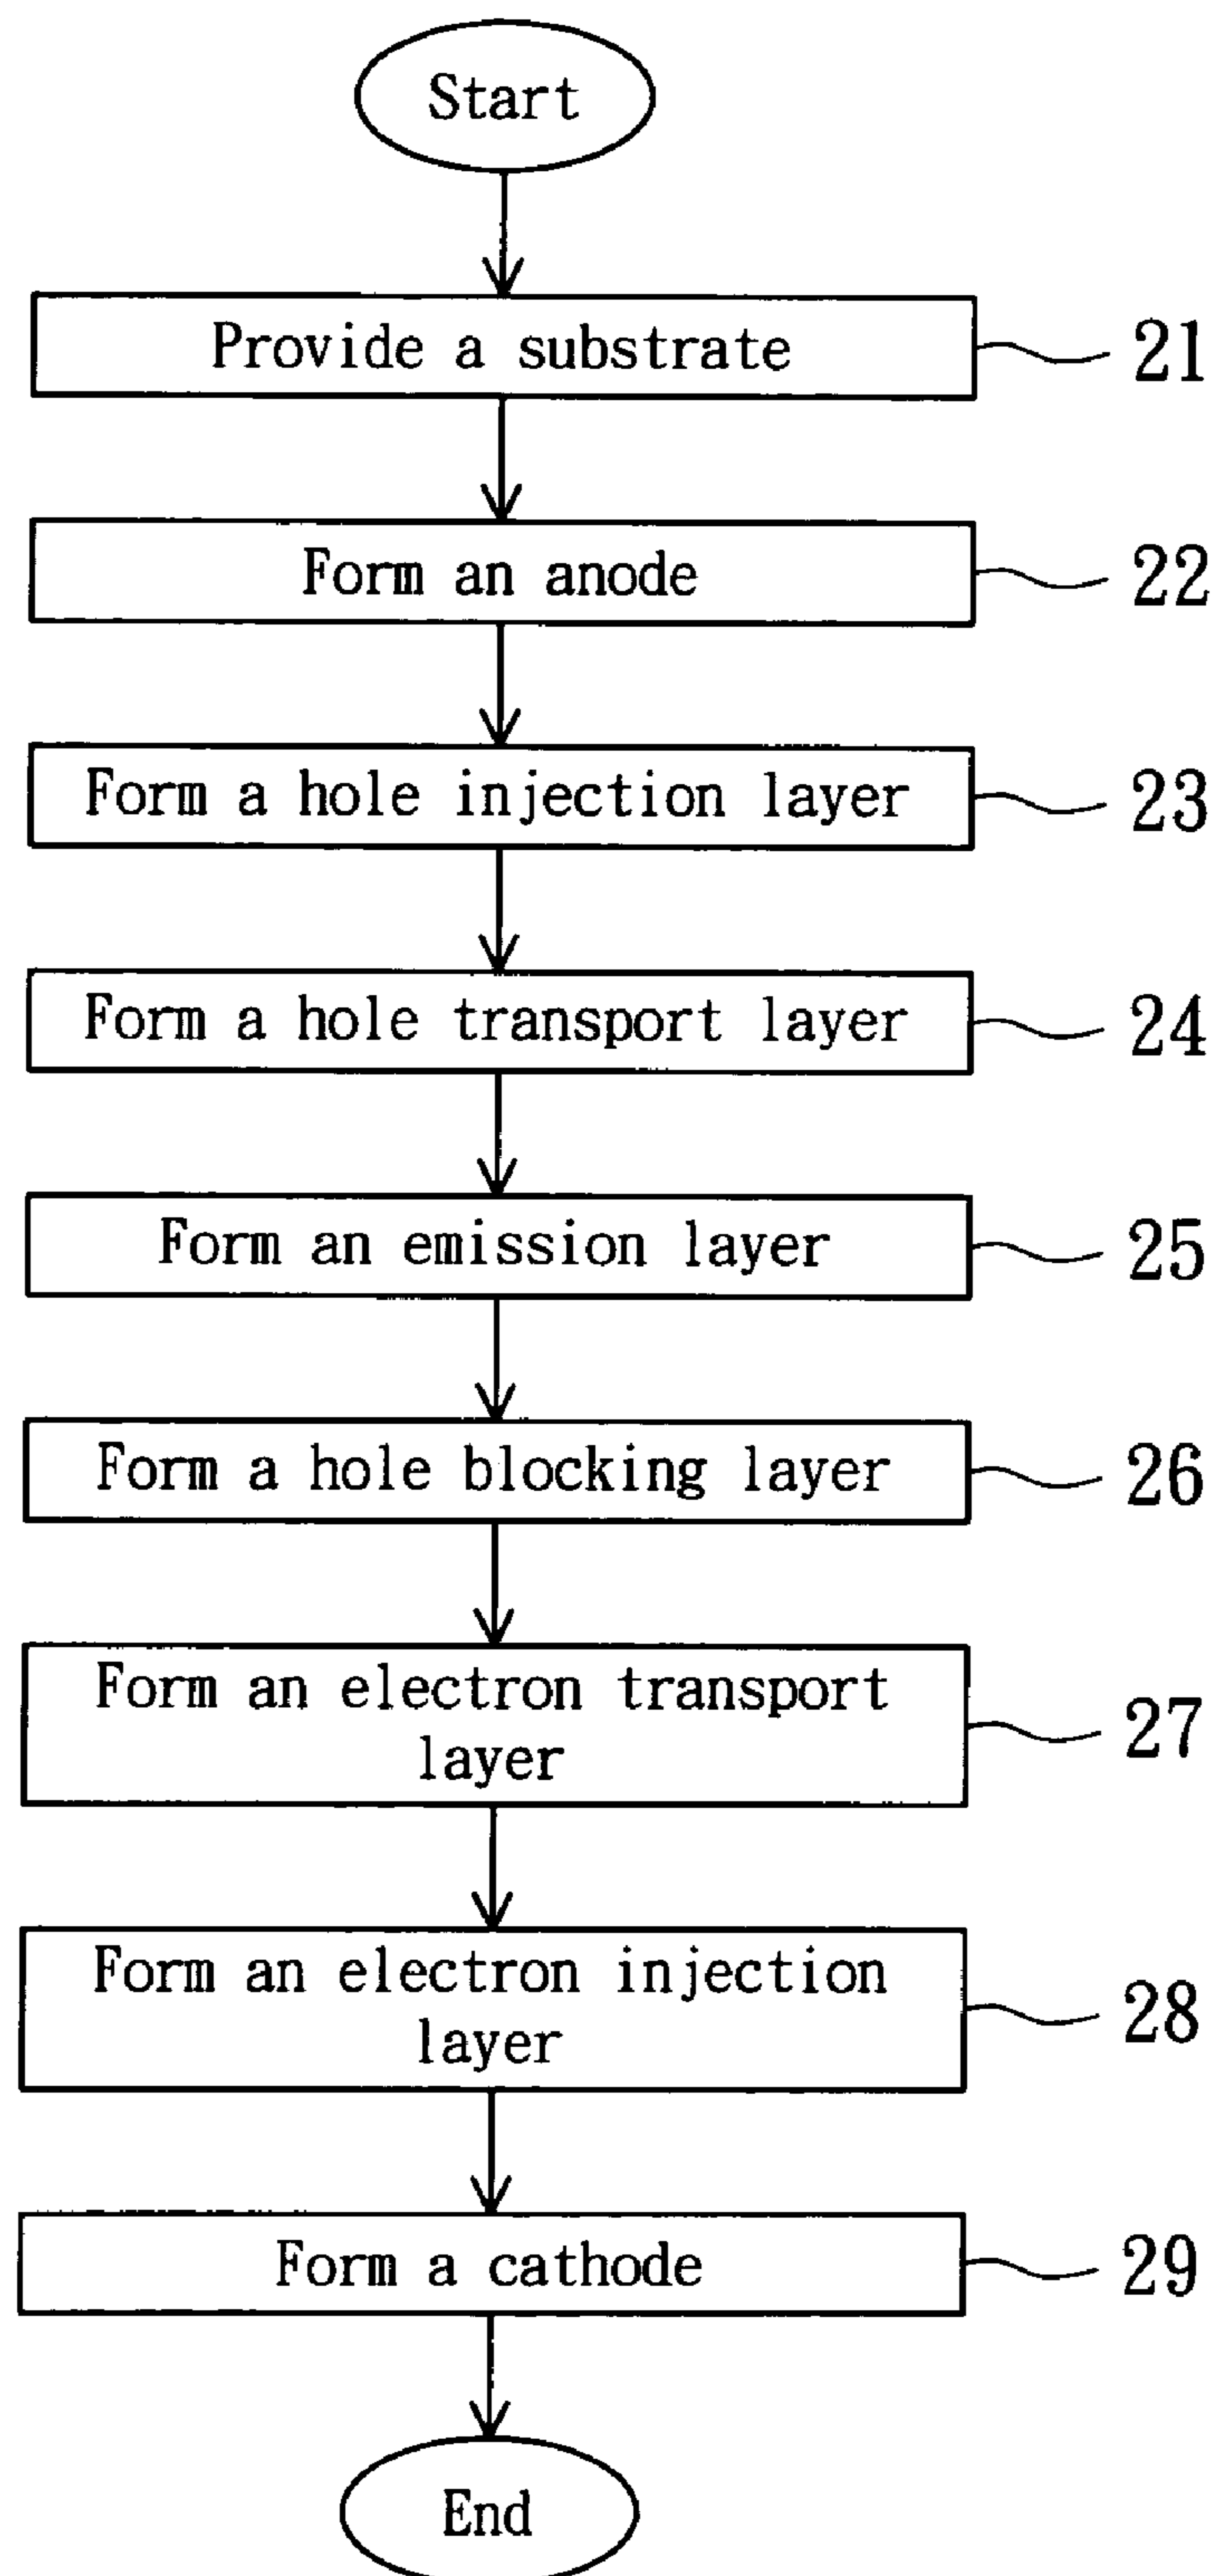 Start
Provide a substrate
21
Form an anode
22
Form a hole injection layer
23
Form a hole transport layer
24
Form an emission layer
25
Form a hole blocking layer
26
Form an electron transport
layer
27
Form an electron injection
layer
28
Form a cathode
29
End